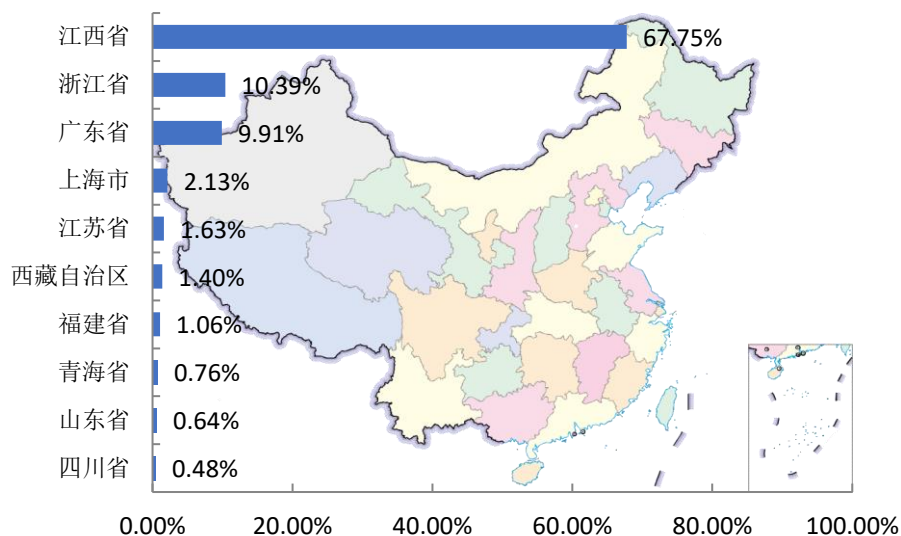 江西省 67.75%
浙江省 10.39%
广东省 9.91%
上海市 2.13%
江苏省 1.63%
西藏自治区 1.40%
福建省 1.06%
青海省 0.76%
山东省 0.64%
四川省 0.48%
0.00% 20.00% 40.00% 60.00% 80.00% 100.00%